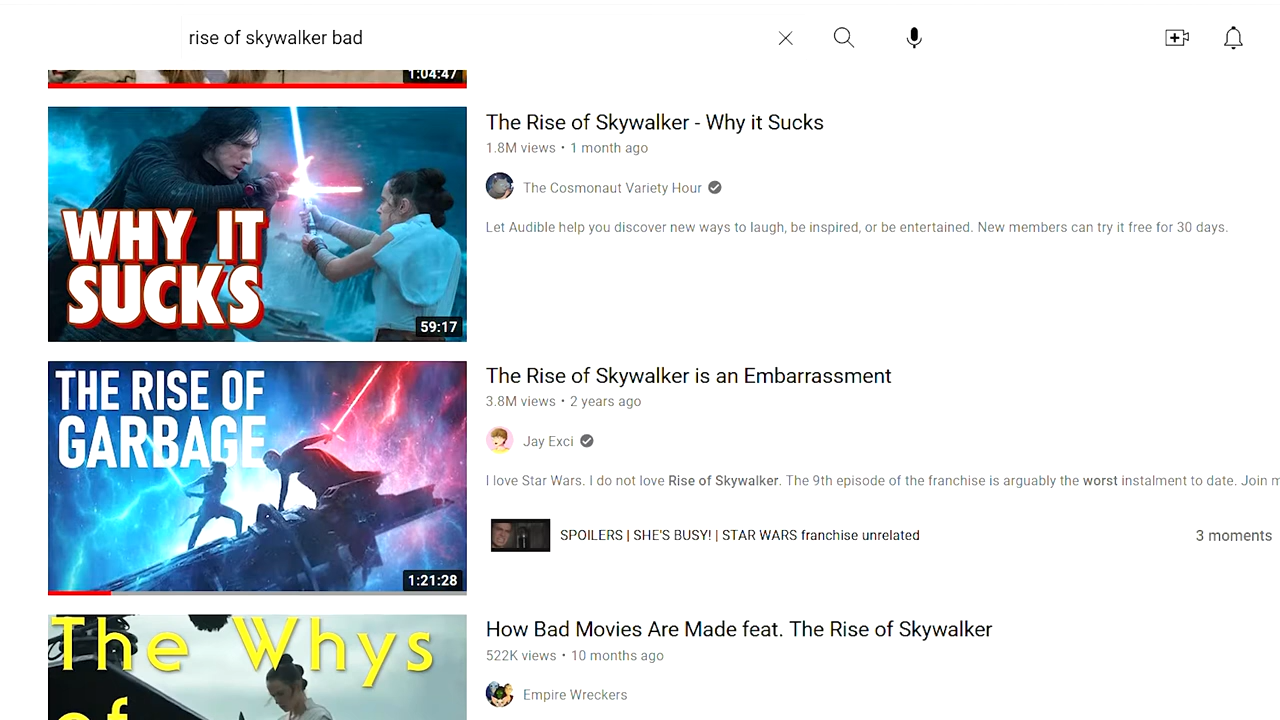 rise of skywalker bad
1:04:47
WHY IT
SUCKS
59:17
The Rise of Skywalker - Why it Sucks
1.8M views • 1 month ago
The Cosmonaut Variety Hour
Let Audible help you discover new ways to laugh, be inspired, or be entertained. New members can try it free for 30 days.
THE RISE OF
GARBAGE
1:21:28
The Rise of Skywalker is an Embarrassment
3.8M views • 2 years ago
Jay Exci
I love Star Wars. I do not love Rise of Skywalker. The 9th episode of the franchise is arguably the worst instalment to date. Join
SPOILERS | SHE'S BUSY! | STAR WARS franchise unrelated
3 moments
The Whys
of
How Bad Movies Are Made feat. The Rise of Skywalker
522K views • 10 months ago
Empire Wreckers